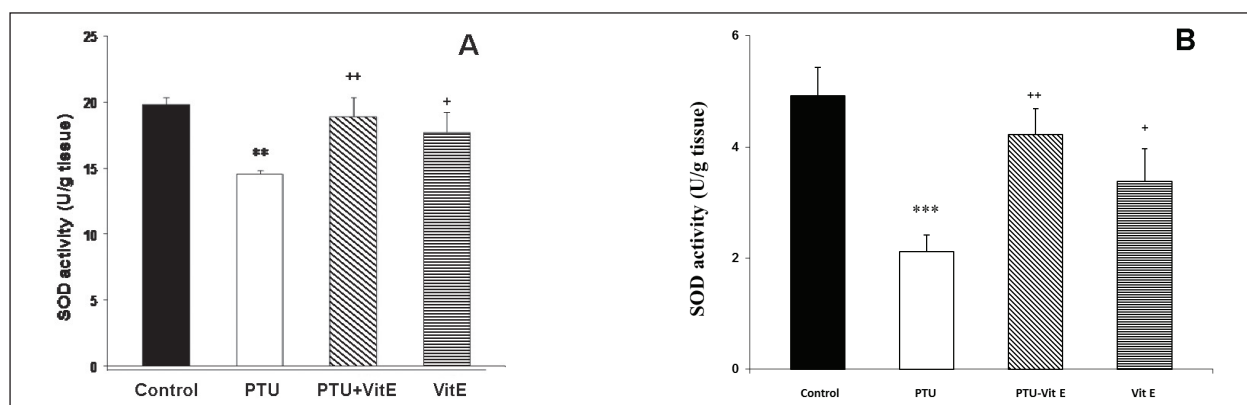 A
SOD activity (U/g tissue)
25
20
15
10
5
0
**
++
+
Control PTU PTU+VitE VitE
B
SOD activity (U/g tissue)
6
4
2
0
***
++
+
Control PTU PTU-Vit E Vit E